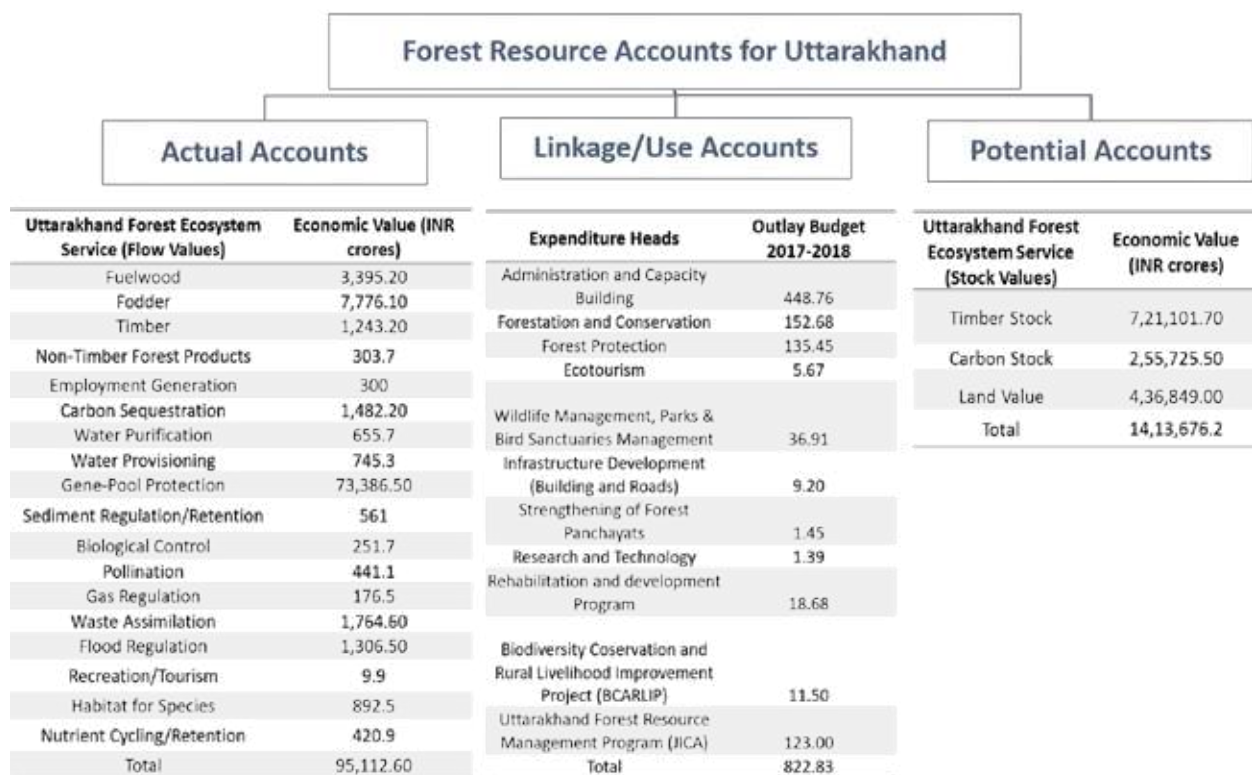 Forest Resource Accounts for Uttarakhand
Actual Accounts
Uttarakhand Forest Ecosystem Economic Value (INR
Service (Flow Values) crores)
Fuelwood 3,395.20
Fodder 7,776.10
Timber 1,243.20
Non-Timber Forest Products 303.7
Employment Generation 300
Carbon Sequestration 1,482.20
Water Purification 655.7
Water Provisioning 745.3
Gene-Pool Protection 73,386.50
Sediment Regulation/Retention 561
Biological Control 251.7
Pollination 441.1
Gas Regulation 176.5
Waste Assimilation 1,764.60
Flood Regulation 1,306.50
Recreation/Tourism 9.9
Habitat for Species 892.5
Nutrient Cycling/Retention 420.9
Total 95,112.60
Linkage/Use Accounts
Expenditure Heads Outlay Budget
2017-2018
Administration and Capacity
Building 448.76
Forestation and Conservation 152.68
Forest Protection 135.45
Ecotourism 5.67
Wildlife Management, Parks &
Bird Sanctuaries Management 36.91
Infrastructure Development
(Building and Roads) 9.20
Strengthening of Forest
Panchayats 1.45
Research and Technology 1.39
Rehabilitation and development
Program 18.68
Biodiversity Coservation and
Rural Livelihood Improvement
Project (BCARLIP) 11.50
Uttarakhand Forest Resource
Management Program (JICA) 123.00
Total 822.83
Potential Accounts
Uttarakhand Forest
Ecosystem Service Economic Value
(Stock Values) (INR crores)
Timber Stock 7,21,101.70
Carbon Stock 2,55,725.50
Land Value 4,36,849.00
Total 14,13,676.2